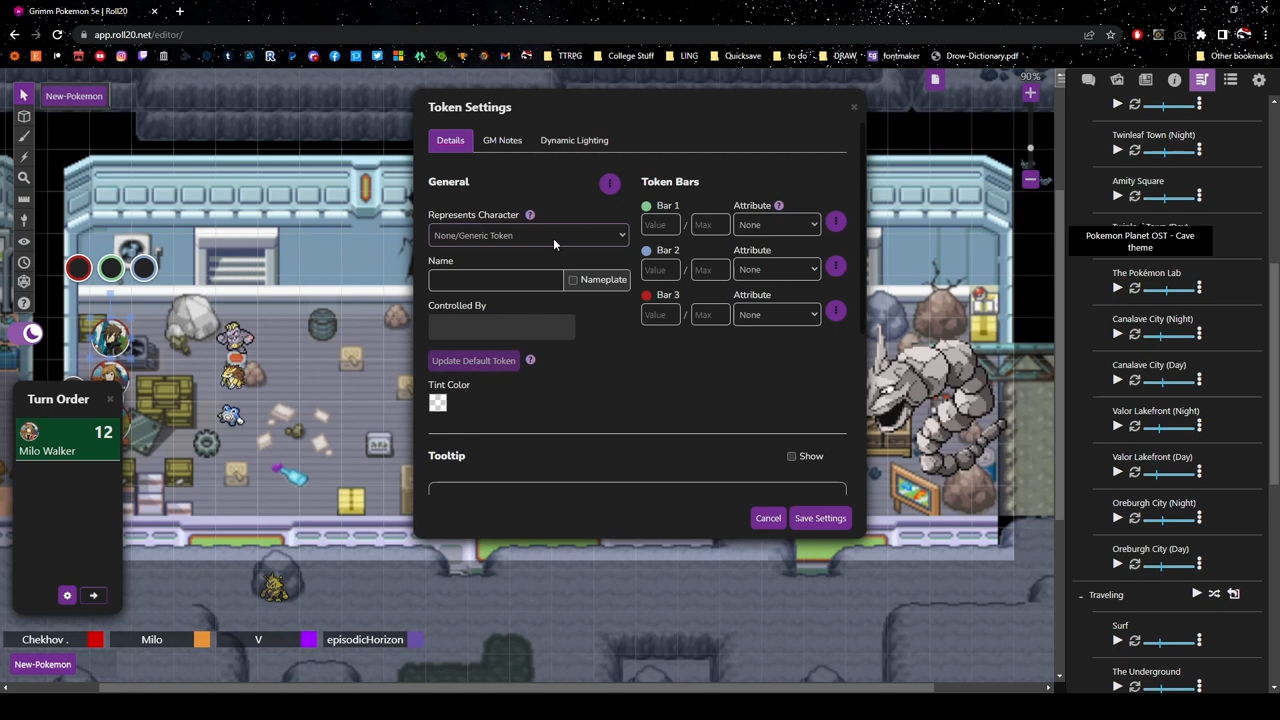 Grimm Pokemon 5e | Roll20
app.roll20.net/editor/
TTRPG
College Stuff
LING
Quicksave
to do
DRAW
fontmaker
Drow-Dictionary.pdf
Other bookmarks
New-Pokemon
90%
Token Settings
Details
GM Notes
Dynamic Lighting
General
Represents Character
None/Generic Token
Name
Nameplate
Controlled By
Update Default Token
Tint Color
Token Bars
Bar 1
Attribute
Value / Max
None
Bar 2
Attribute
Value / Max
None
Bar 3
Attribute
Value / Max
None
Tooltip
Show
Cancel
Save Settings
Turn Order
12
Milo Walker
Chekhov .
Milo
V
episodicHorizon
New-Pokemon
Twinleaf Town (Night)
Amity Square
Pokemon Planet OST - Cave
theme
The Pokémon Lab
Canalave City (Night)
Canalave City (Day)
Valor Lakefront (Night)
Valor Lakefront (Day)
Oreburgh City (Night)
Oreburgh City (Day)
Traveling
Surf
The Underground